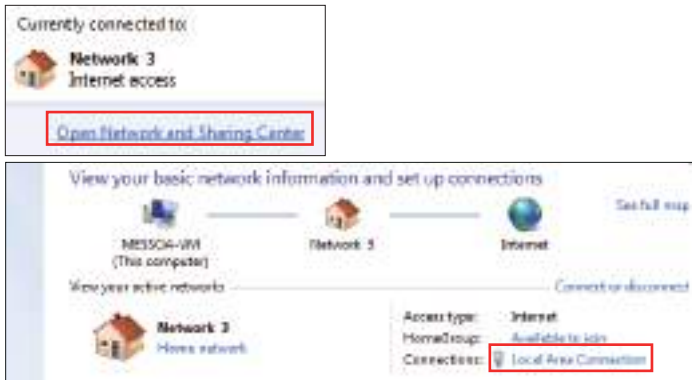 Currently connected to:
Network 3
Internet access
Open Network and Sharing Center
View your basic network information and set up connections
See full map
MESSOA-VM Network 3 Internet
(This computer)
View your active networks Connect or disconnect
Network 3
Home network
Access type: Internet
HomeGroup: Available to join
Connections: Local Area Connection